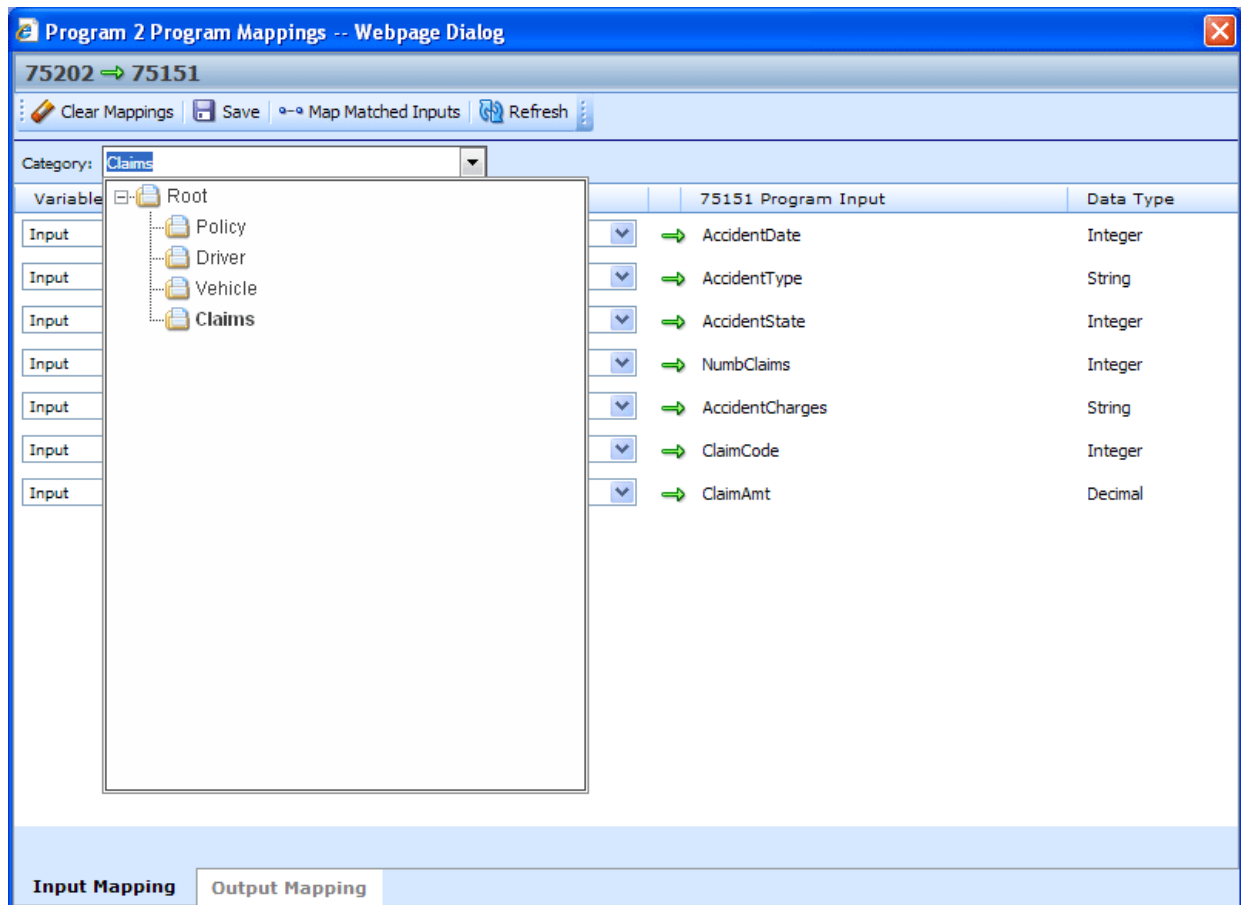 Program 2 Program Mappings -- Webpage Dialog
75202 ⇒ 75151
Clear Mappings Save Map Matched Inputs Refresh
Category: Claims
Variable 75151 Program Input Data Type
Root
Policy
Driver
Vehicle
Claims
Input AccidentDate Integer
Input AccidentType String
Input AccidentState Integer
Input NumbClaims Integer
Input AccidentCharges String
Input ClaimCode Integer
Input ClaimAmt Decimal
Input Mapping Output Mapping